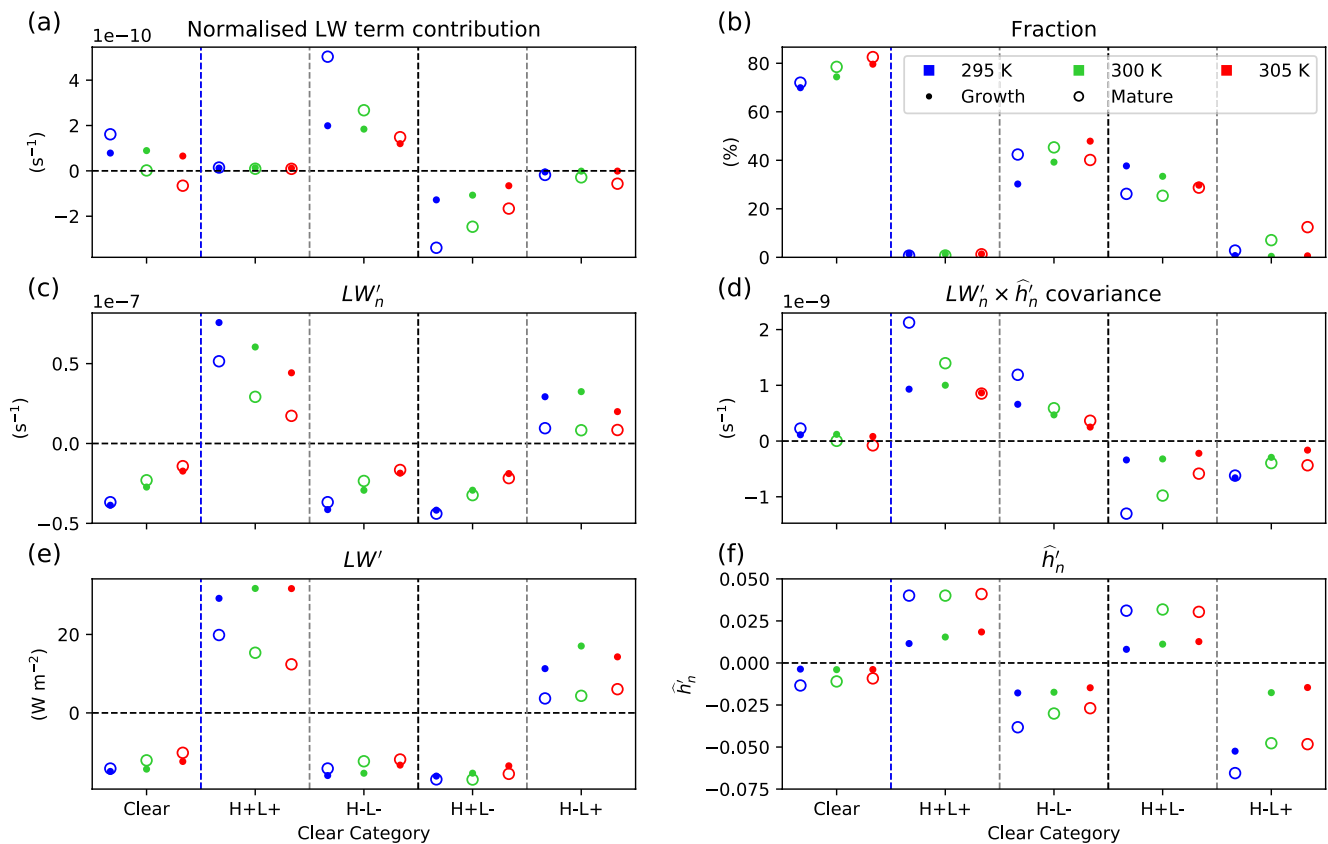 (a) Normalised LW term contribution
1e−10
4
2
0
−2
(s⁻¹)
(b) Fraction
80
60
40
20
0
(%)
295 K 300 K 305 K
Growth Mature
(c) LW′ₙ
1e−7
0.5
0.0
−0.5
(s⁻¹)
(d) LW′ₙ × ĥ′ₙ covariance
1e−9
2
1
0
−1
(s⁻¹)
(e) LW′
20
0
(W m⁻²)
Clear H+L+ H-L- H+L- H-L+
Clear Category
(f) ĥ′ₙ
0.050
0.025
0.000
−0.025
−0.050
−0.075
ĥ′ₙ
Clear H+L+ H-L- H+L- H-L+
Clear Category